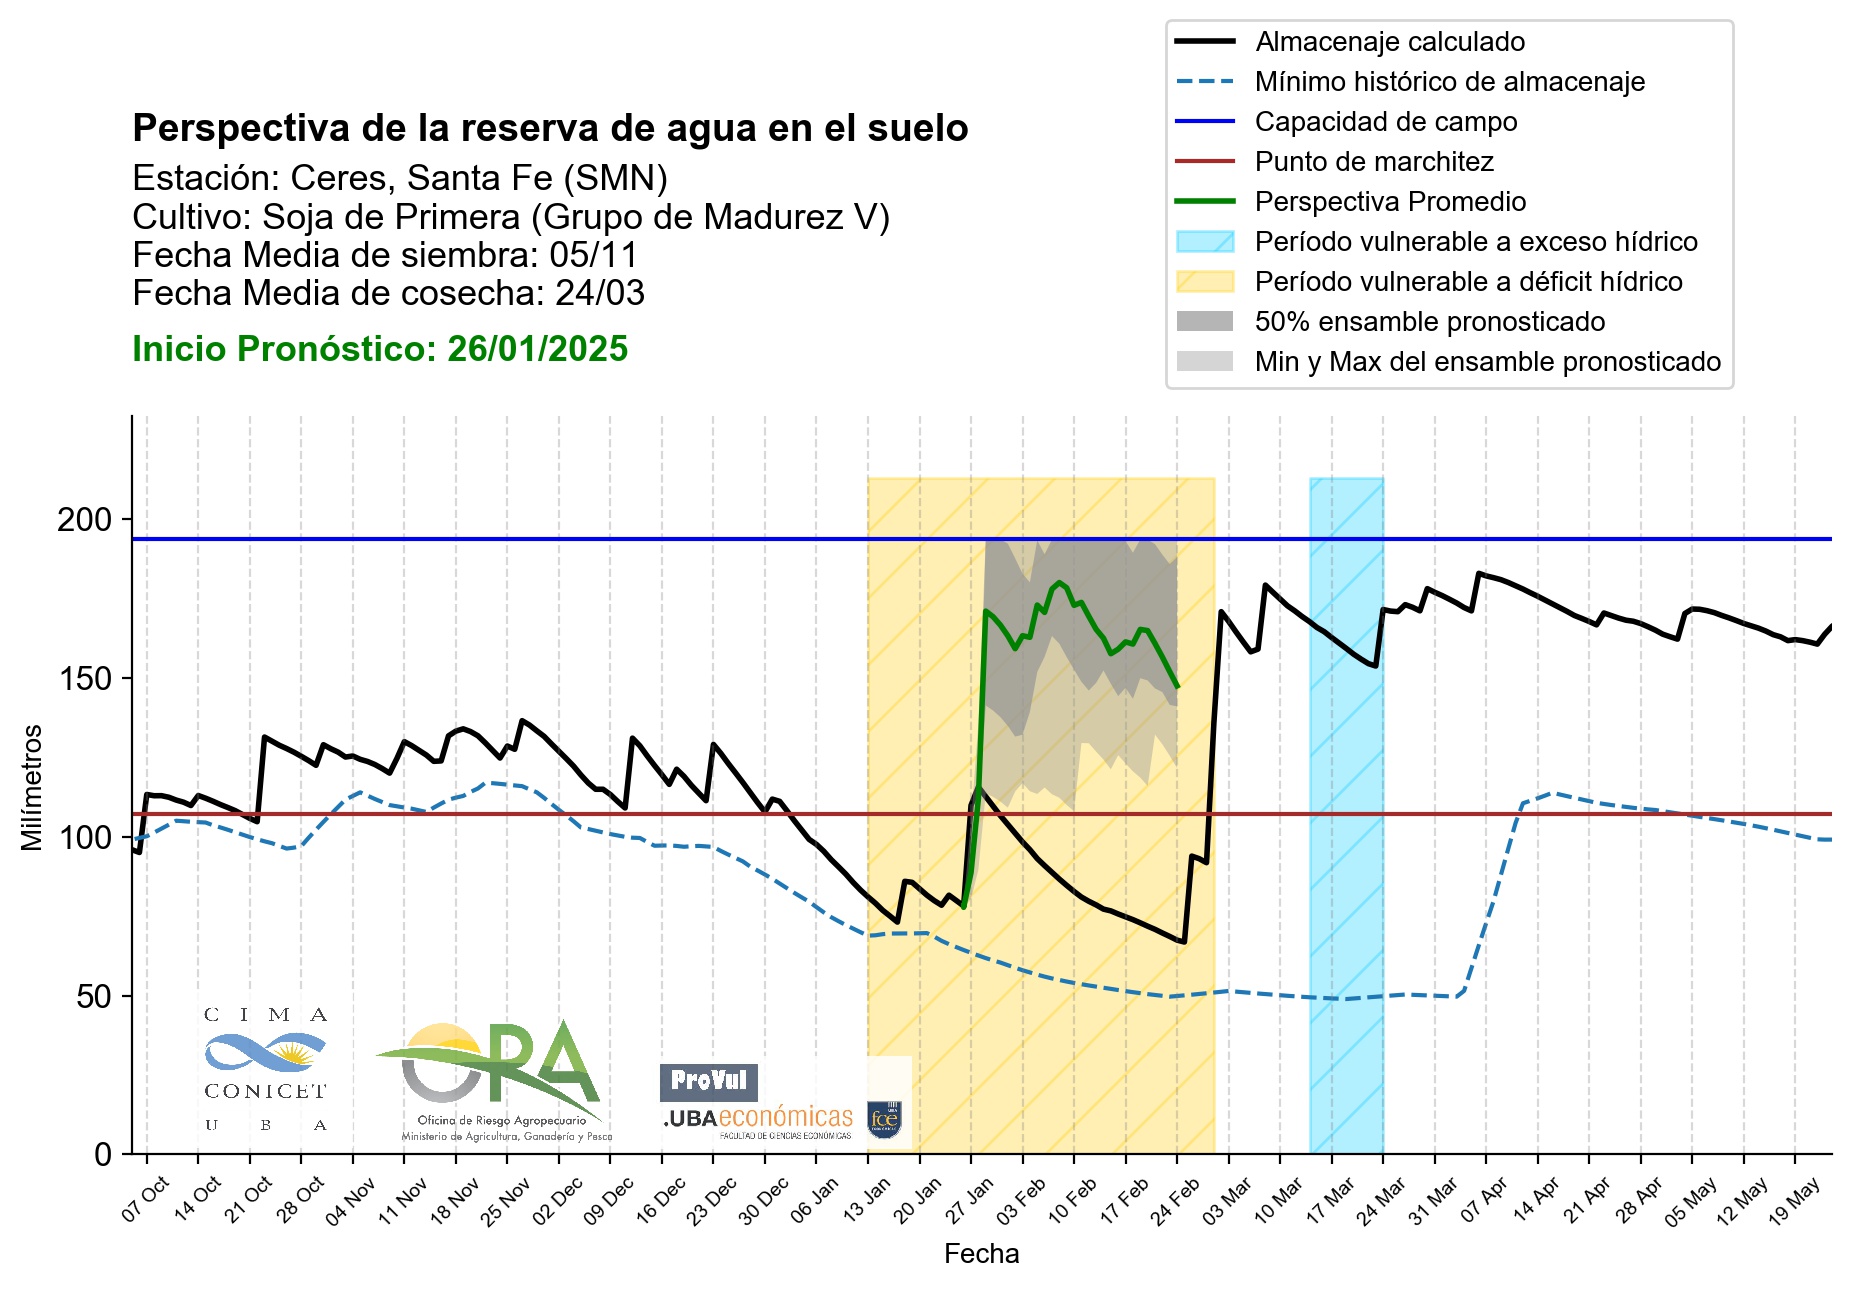 Almacenaje calculado
Mínimo histórico de almacenaje
Capacidad de campo
Punto de marchitez
Perspectiva Promedio
Período vulnerable a exceso hídrico
Período vulnerable a déficit hídrico
50% ensamble pronosticado
Min y Max del ensamble pronosticado
Perspectiva de la reserva de agua en el suelo
Estación: Ceres, Santa Fe (SMN)
Cultivo: Soja de Primera (Grupo de Madurez V)
Fecha Media de siembra: 05/11
Fecha Media de cosecha: 24/03
Inicio Pronóstico: 26/01/2025
200
150
100
50
0
Milímetros
CIMA
CONICET
UBA
ORA
Oficina de Riesgo Agropecuario
Ministerio de Agricultura, Ganadería y Pesca
ProVul
.UBAeconómicas
FACULTAD DE CIENCIAS ECONÓMICAS
UBA
fce
ECONÓMICAS
07 Oct
14 Oct
21 Oct
28 Oct
04 Nov
11 Nov
18 Nov
25 Nov
02 Dec
09 Dec
16 Dec
23 Dec
30 Dec
06 Jan
13 Jan
20 Jan
27 Jan
03 Feb
10 Feb
17 Feb
24 Feb
03 Mar
10 Mar
17 Mar
24 Mar
31 Mar
07 Apr
14 Apr
21 Apr
28 Apr
05 May
12 May
19 May
Fecha